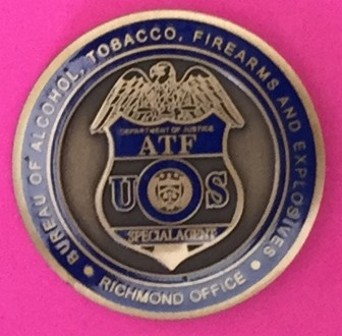 BUREAU OF ALCOHOL, TOBACCO, FIREARMS AND EXPLOSIVES
DEPARTMENT OF JUSTICE
ATF
U S
SPECIAL AGENT
• RICHMOND OFFICE •